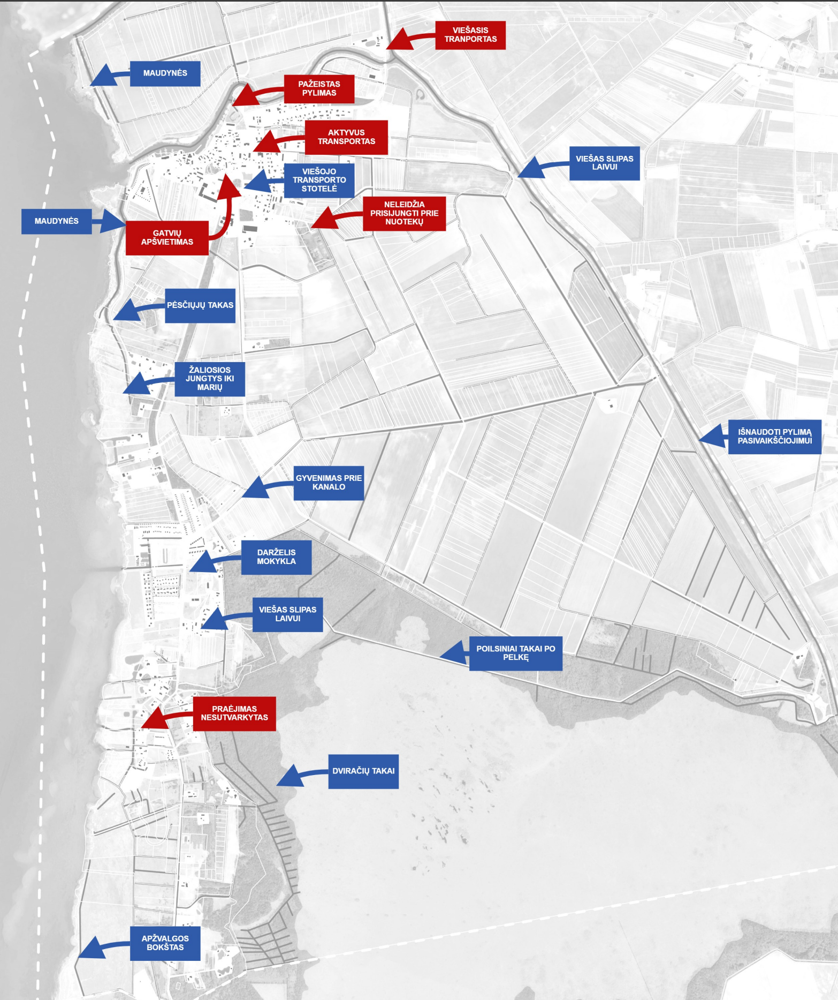 VIEŠASIS
TRANPORTAS
MAUDYNĖS
PAŽEISTAS
PYLIMAS
AKTYVUS
TRANSPORTAS
VIEŠAS SLIPAS
LAIVUI
VIEŠOJO
TRANSPORTO
STOTELĖ
NELEIDŽIA
PRISIJUNGTI PRIE
NUOTEKŲ
MAUDYNĖS
GATVIŲ
APŠVIETIMAS
PĖSČIŲJŲ TAKAS
ŽALIOSIOS
JUNGTYS IKI
MARIŲ
IŠNAUDOTI PYLIMĄ
PASIVAIKŠČIOJIMUI
GYVENIMAS PRIE
KANALO
DARŽELIS
MOKYKLA
VIEŠAS SLIPAS
LAIVUI
POILSINIAI TAKAI PO
PELKĘ
PRAĖJIMAS
NESUTVARKYTAS
DVIRAČIŲ TAKAI
APŽVALGOS
BOKŠTAS